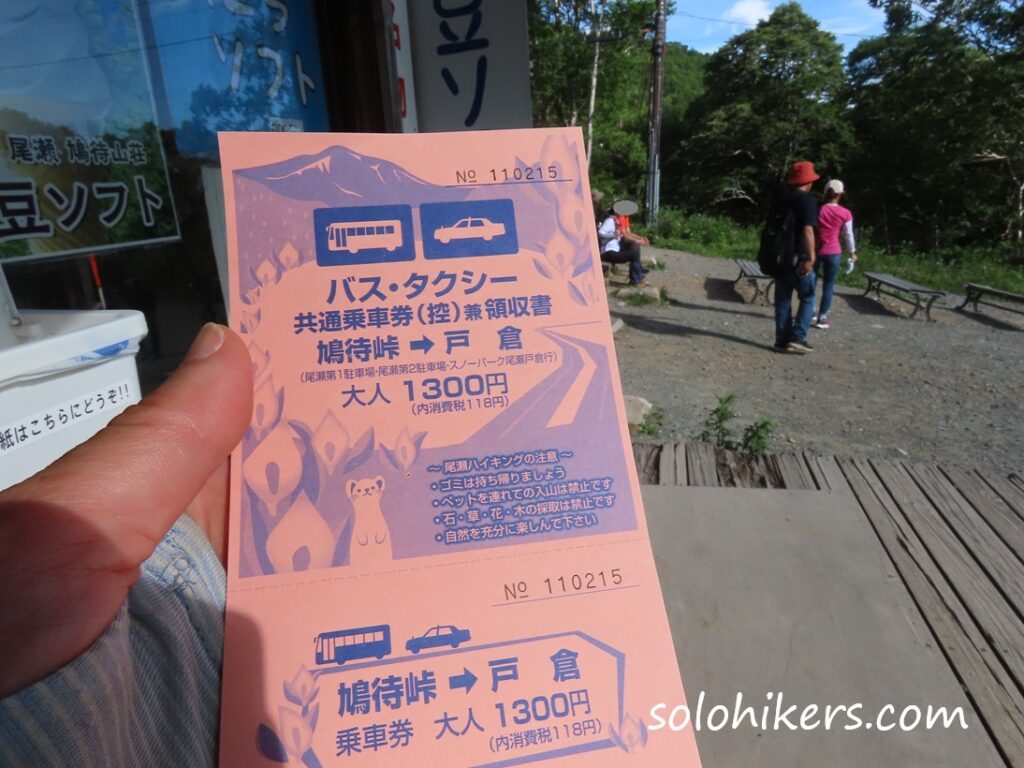 ソフト
豆ソ
尾瀬 鳩待山荘
豆ソフト
紙はこちらにどうぞ!!
№ 110215
バス・タクシー
共通乗車券(控)兼領収書
鳩待峠 ➡ 戸 倉
(尾瀬第1駐車場・尾瀬第2駐車場・スノーパーク尾瀬戸倉行)
大人 1300円
(内消費税118円)
～ 尾瀬ハイキングの注意 ～
・ゴミは持ち帰りましょう
・ペットを連れての入山は禁止です
・石・草・花・木の採取は禁止です
・自然を充分に楽しんで下さい
№ 110215
鳩待峠 ➡ 戸 倉
乗車券 大人 1300円
(内消費税118円)
solohikers.com